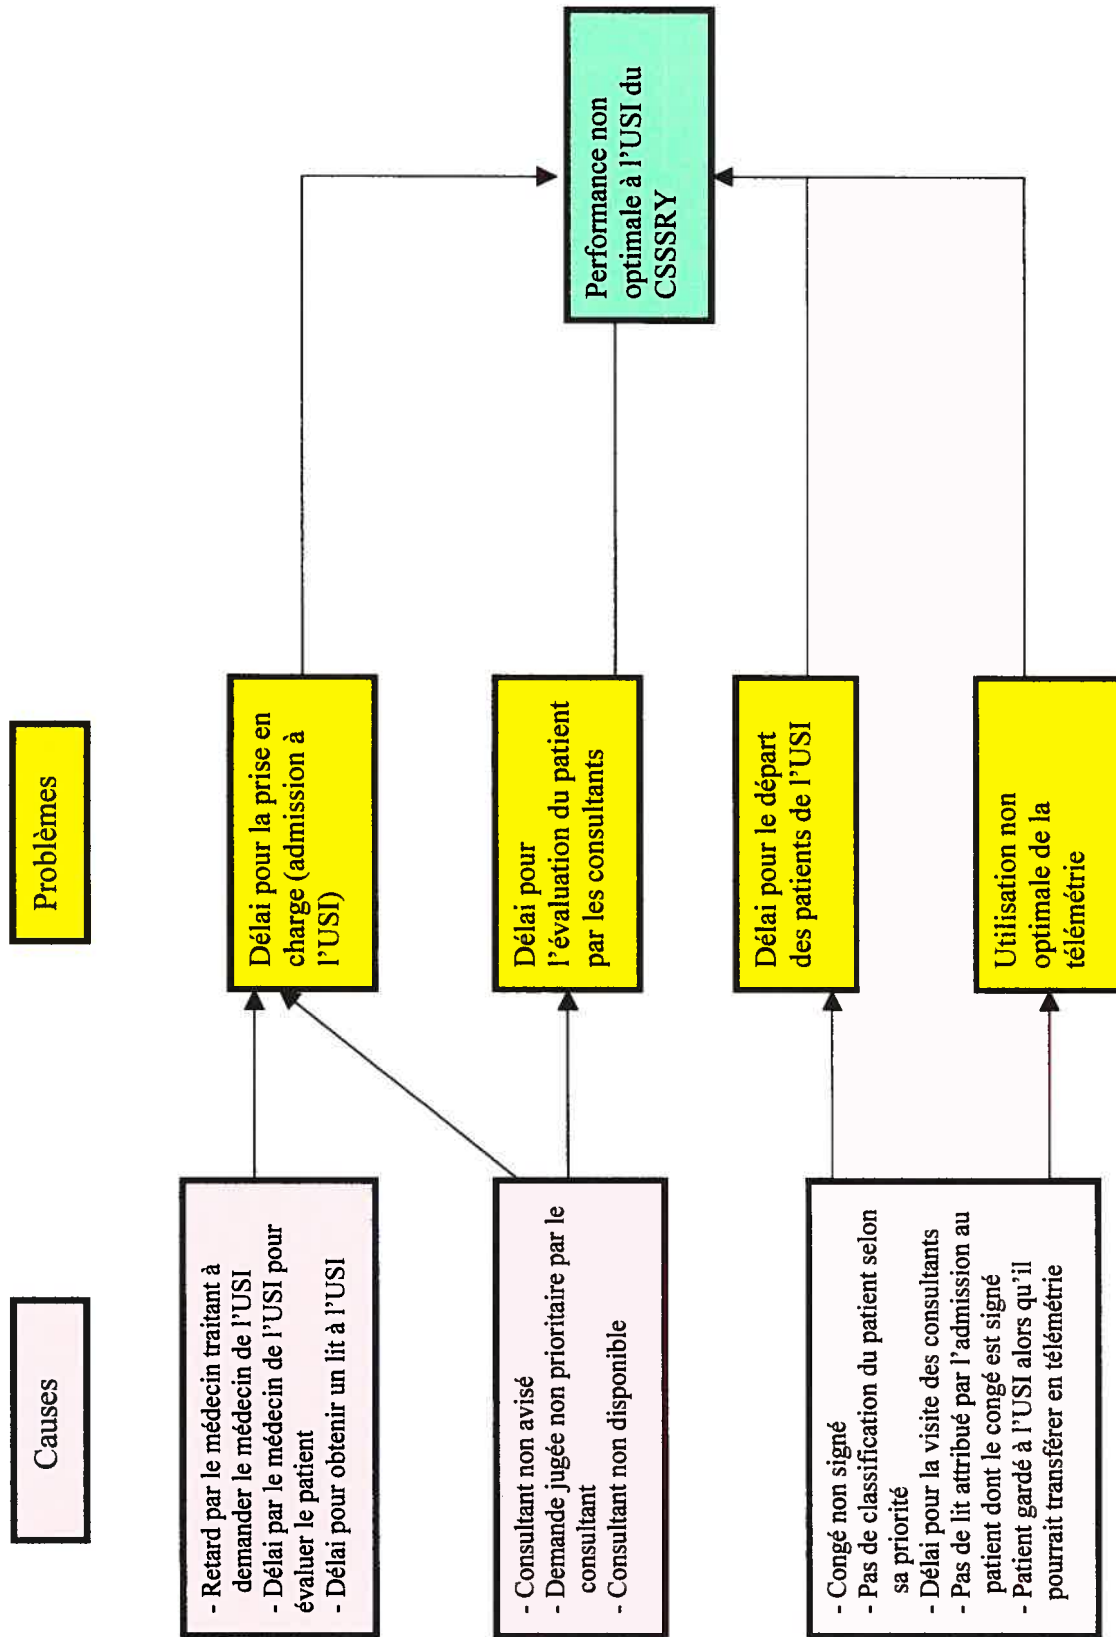 Causes
Problèmes
- Retard par le médecin traitant à
demander le médecin de l'USI
- Délai par le médecin de l'USI pour
évaluer le patient
- Délai pour obtenir un lit à l'USI
Délai pour la prise en
charge (admission à
l'USI)
- Consultant non avisé
- Demande jugée non prioritaire par le
consultant
- Consultant non disponible
Délai pour
l'évaluation du patient
par les consultants
Performance non
optimale à l'USI du
CSSSRY
- Congé non signé
- Pas de classification du patient selon
sa priorité
- Délai pour la visite des consultants
- Pas de lit attribué par l'admission au
patient dont le congé est signé
- Patient gardé à l'USI alors qu'il
pourrait transférer en télémétrie
Délai pour le départ
des patients de l'USI
Utilisation non
optimale de la
télémétrie